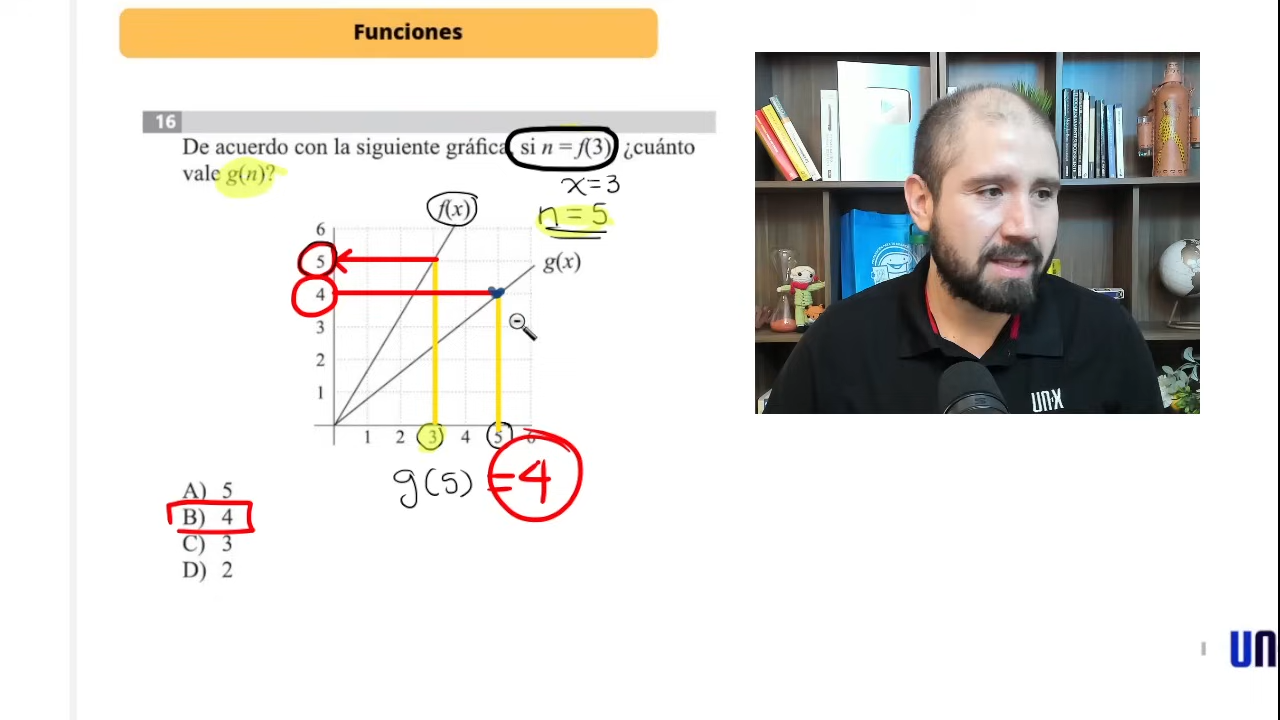 Funciones
16
De acuerdo con la siguiente gráfica, si n = f(3) ¿cuánto
vale g(n)?
x=3
n = 5
f(x)
g(x)
6
5
4
3
2
1
1 2 3 4 5 6
g(5) = 4
A) 5
B) 4
C) 3
D) 2
UN-X
UN